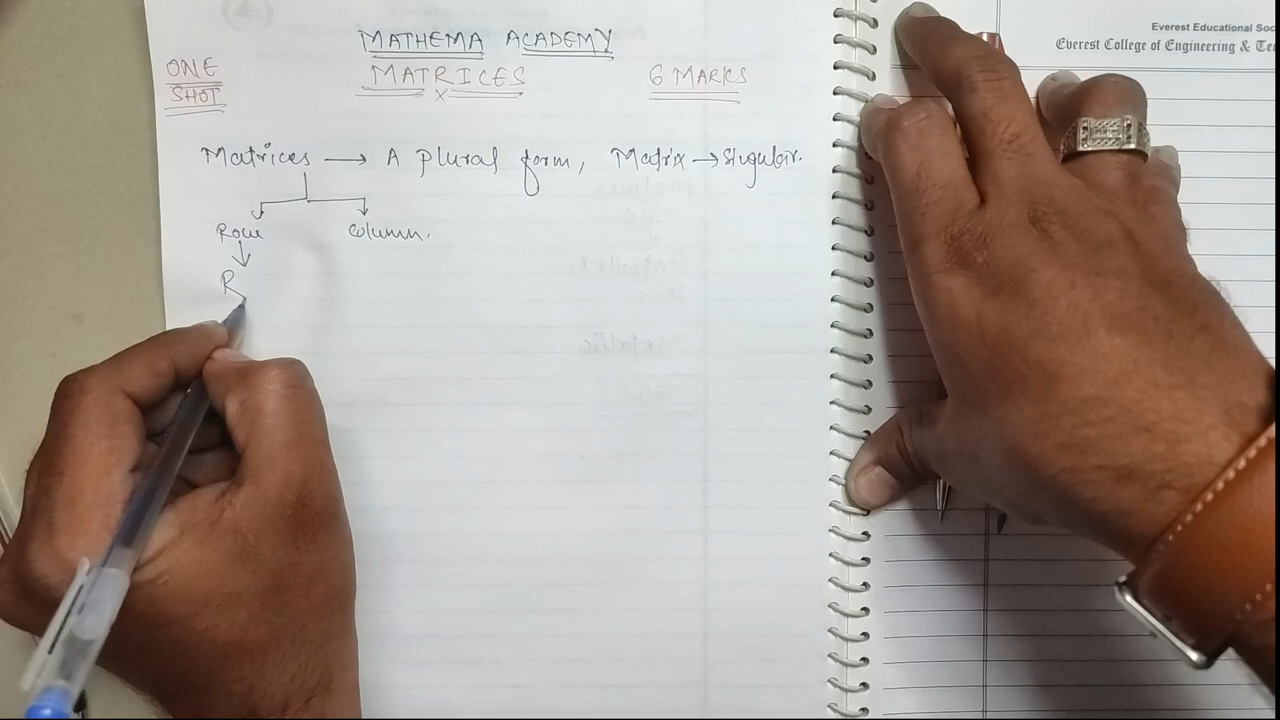 MATHEMA ACADEMY
ONE SHOT
MATRICES
6 MARKS
Matrices → A plural form, Matrix → Singular.
Row
Column.
R
Everest Educational Soc
Everest College of Engineering & Te